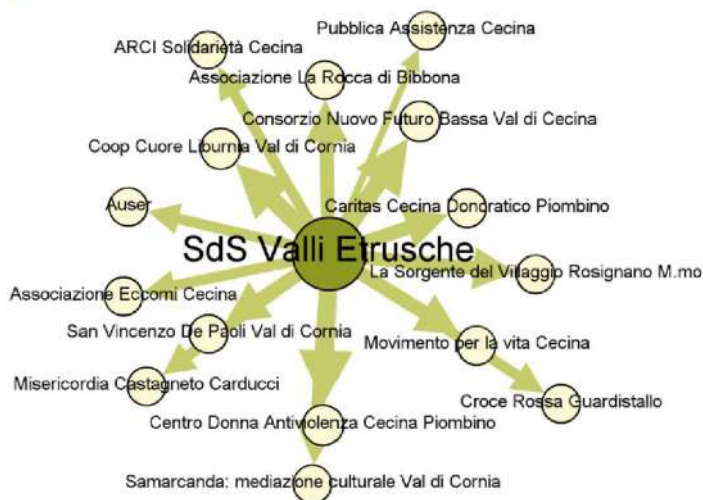 Pubblica Assistenza Cecina
ARCI Solidarietà Cecina
Associazione La Rocca di Bibbona
Consorzio Nuovo Futuro Bassa Val di Cecina
Coop Cuore Liburnia Val di Cornia
Auser
Caritas Cecina Donoratico Piombino
SdS Valli Etrusche
La Sorgente del Villaggio Rosignano M.mo
Associazione Eccomi Cecina
San Vincenzo De Paoli Val di Cornia
Movimento per la vita Cecina
Misericordia Castagneto Carducci
Croce Rossa Guardistallo
Centro Donna Antiviolenza Cecina Piombino
Samarcanda: mediazione culturale Val di Cornia